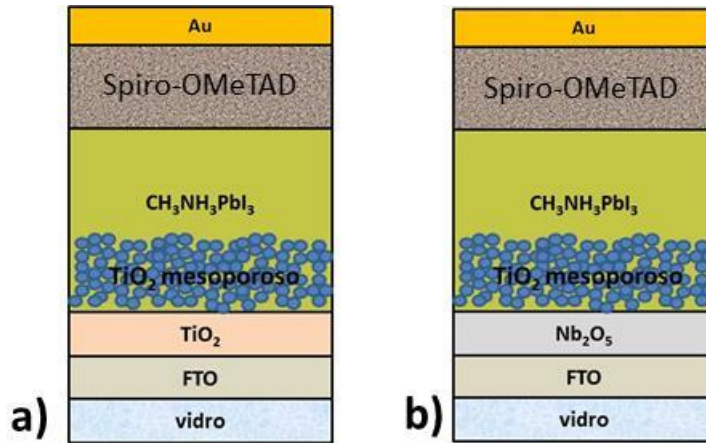 Au
Spiro-OMeTAD
CH₃NH₃PbI₃
TiO₂ mesoporoso
TiO₂
FTO
vidro
a)
Au
Spiro-OMeTAD
CH₃NH₃PbI₃
TiO₂ mesoporoso
Nb₂O₅
FTO
vidro
b)